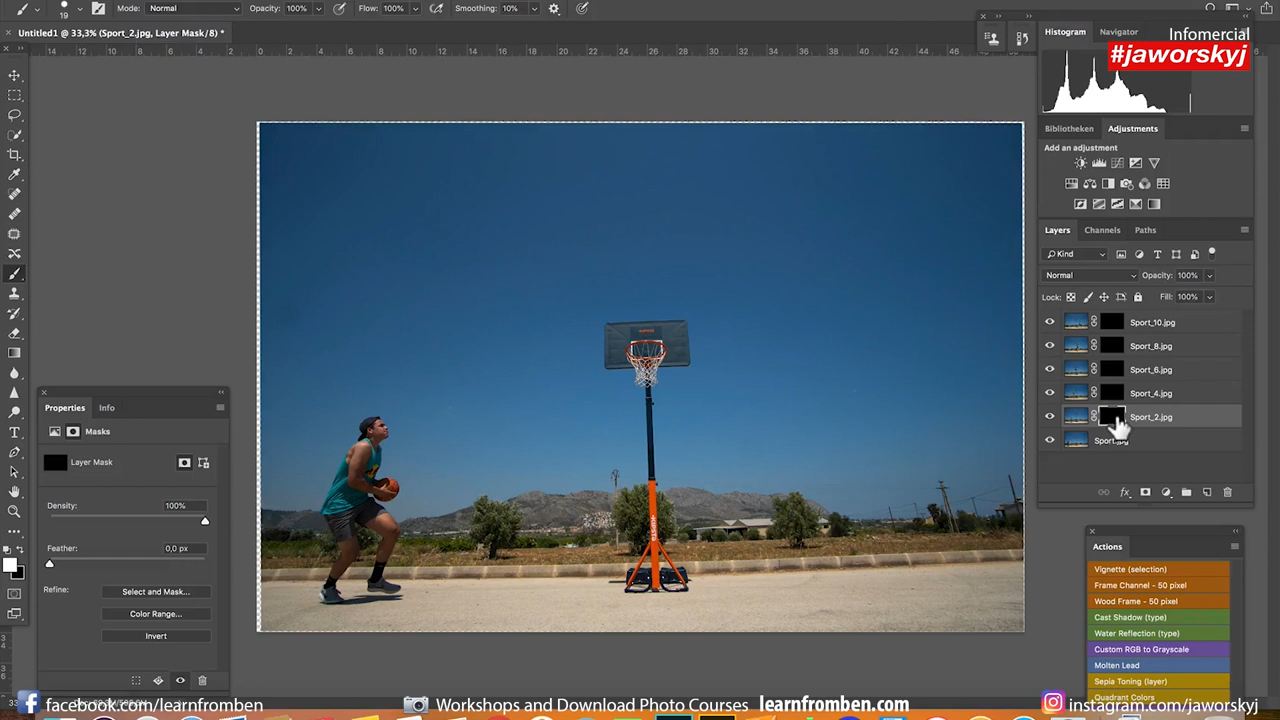 19
Mode: Normal
Opacity: 100%
Flow: 100%
Smoothing: 10%
Untitled1 @ 33,3% (Sport_2.jpg, Layer Mask/8) *
Histogram
Navigator
Infomercial
#jaworskyj
Bibliotheken
Adjustments
Add an adjustment
Layers
Channels
Paths
Kind
Normal
Opacity: 100%
Lock:
Fill: 100%
Sport_10.jpg
Sport_8.jpg
Sport_6.jpg
Sport_4.jpg
Sport_2.jpg
Properties
Info
Masks
Layer Mask
Density:
100%
Feather:
0,0 px
Refine:
Select and Mask...
Color Range...
Invert
Actions
Vignette (selection)
Frame Channel - 50 pixel
Wood Frame - 50 pixel
Cast Shadow (type)
Water Reflection (type)
Custom RGB to Grayscale
Molten Lead
Sepia Toning (layer)
Quadrant Colors
facebook.com/learnfromben
Workshops and Download Photo Courses learnfromben.com
instagram.com/jaworskyj